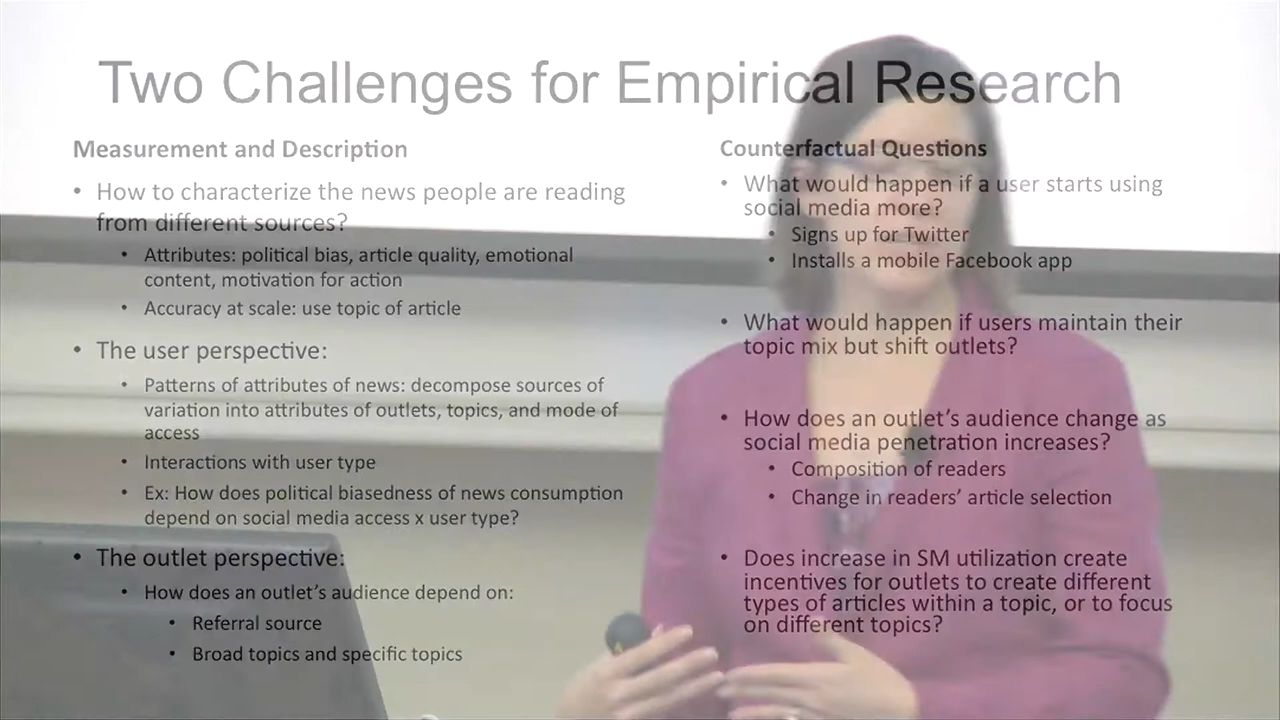 Two Challenges for Empirical Research
Measurement and Description
• How to characterize the news people are reading
from different sources?
• Attributes: political bias, article quality, emotional
content, motivation for action
• Accuracy at scale: use topic of article
• The user perspective:
• Patterns of attributes of news: decompose sources of
variation into attributes of outlets, topics, and mode of
access
• Interactions with user type
• Ex: How does political biasedness of news consumption
depend on social media access x user type?
• The outlet perspective:
• How does an outlet's audience depend on:
• Referral source
• Broad topics and specific topics
Counterfactual Questions
• What would happen if a user starts using
social media more?
• Signs up for Twitter
• Installs a mobile Facebook app
• What would happen if users maintain their
topic mix but shift outlets?
• How does an outlet's audience change as
social media penetration increases?
• Composition of readers
• Change in readers' article selection
• Does increase in SM utilization create
incentives for outlets to create different
types of articles within a topic, or to focus
on different topics?